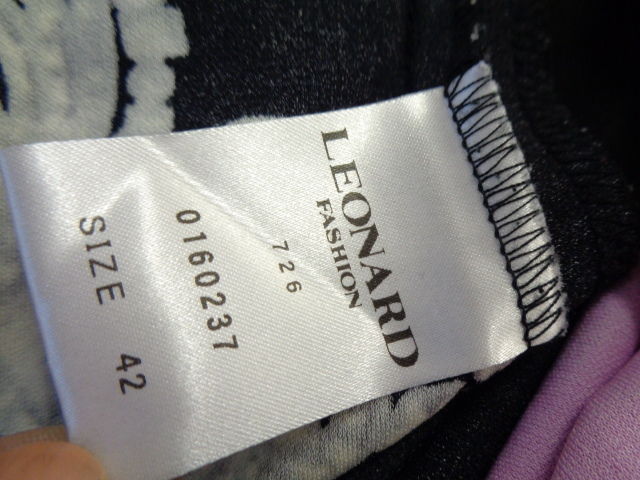 LEONARD
FASHION
726
0160237
SIZE 42